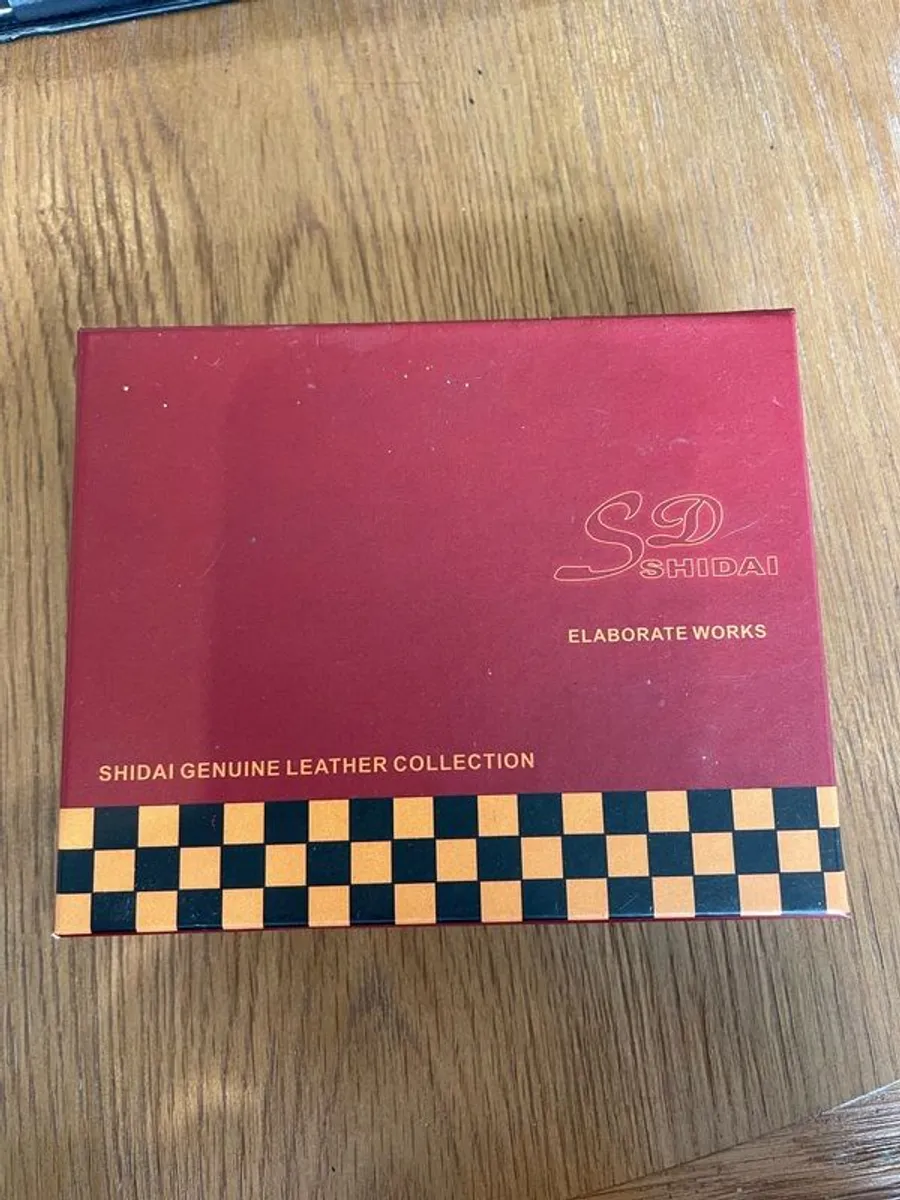 SD
SHIDAI
ELABORATE WORKS
SHIDAI GENUINE LEATHER COLLECTION